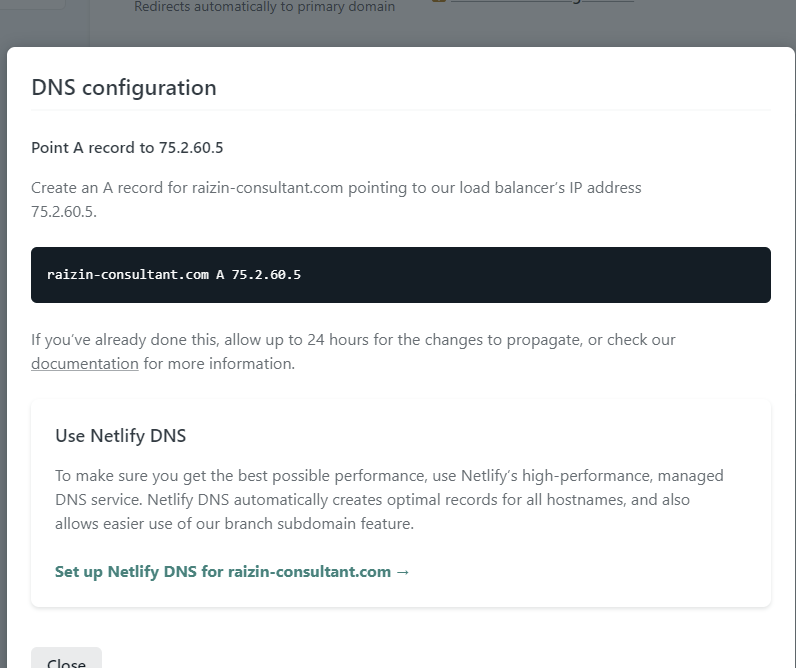 Redirects automatically to primary domain
DNS configuration
Point A record to 75.2.60.5
Create an A record for raizin-consultant.com pointing to our load balancer’s IP address
75.2.60.5.
raizin-consultant.com A 75.2.60.5
If you’ve already done this, allow up to 24 hours for the changes to propagate, or check our
documentation for more information.
Use Netlify DNS
To make sure you get the best possible performance, use Netlify’s high-performance, managed
DNS service. Netlify DNS automatically creates optimal records for all hostnames, and also
allows easier use of our branch subdomain feature.
Set up Netlify DNS for raizin-consultant.com →
Close